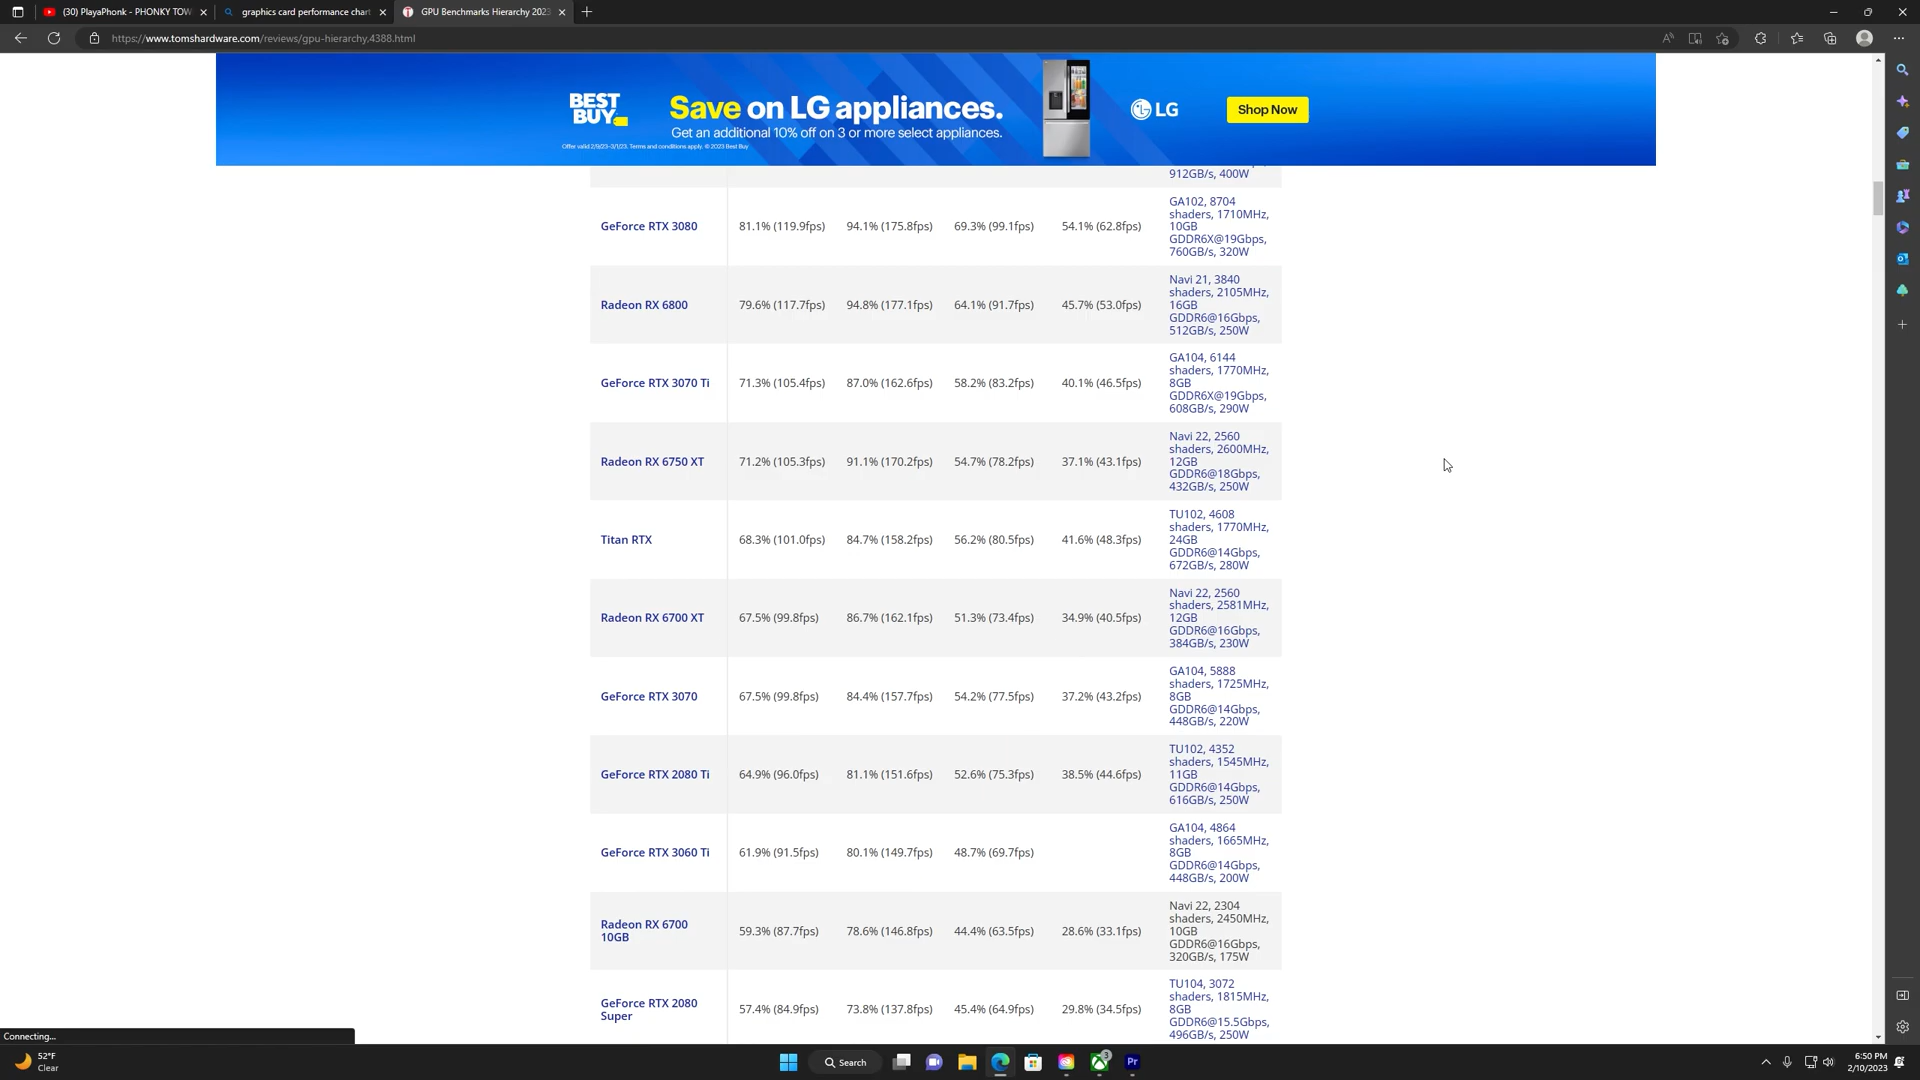 (30) PlayaPhonk - PHONKY TOW
graphics card performance chart
GPU Benchmarks Hierarchy 2023
https://www.tomshardware.com/reviews/gpu-hierarchy,4388.html
BEST
BUY
Save on LG appliances.
Get an additional 10% off on 3 or more select appliances.
Offer valid 2/9/23-3/1/23. Terms and conditions apply. © 2023 Best Buy
LG
Shop Now
912GB/s, 400W
GeForce RTX 3080 81.1% (119.9fps) 94.1% (175.8fps) 69.3% (99.1fps) 54.1% (62.8fps)
GA102, 8704
shaders, 1710MHz,
10GB
GDDR6X@19Gbps,
760GB/s, 320W
Radeon RX 6800 79.6% (117.7fps) 94.8% (177.1fps) 64.1% (91.7fps) 45.7% (53.0fps)
Navi 21, 3840
shaders, 2105MHz,
16GB
GDDR6@16Gbps,
512GB/s, 250W
GeForce RTX 3070 Ti 71.3% (105.4fps) 87.0% (162.6fps) 58.2% (83.2fps) 40.1% (46.5fps)
GA104, 6144
shaders, 1770MHz,
8GB
GDDR6X@19Gbps,
608GB/s, 290W
Radeon RX 6750 XT 71.2% (105.3fps) 91.1% (170.2fps) 54.7% (78.2fps) 37.1% (43.1fps)
Navi 22, 2560
shaders, 2600MHz,
12GB
GDDR6@18Gbps,
432GB/s, 250W
Titan RTX 68.3% (101.0fps) 84.7% (158.2fps) 56.2% (80.5fps) 41.6% (48.3fps)
TU102, 4608
shaders, 1770MHz,
24GB
GDDR6@14Gbps,
672GB/s, 280W
Radeon RX 6700 XT 67.5% (99.8fps) 86.7% (162.1fps) 51.3% (73.4fps) 34.9% (40.5fps)
Navi 22, 2560
shaders, 2581MHz,
12GB
GDDR6@16Gbps,
384GB/s, 230W
GeForce RTX 3070 67.5% (99.8fps) 84.4% (157.7fps) 54.2% (77.5fps) 37.2% (43.2fps)
GA104, 5888
shaders, 1725MHz,
8GB
GDDR6@14Gbps,
448GB/s, 220W
GeForce RTX 2080 Ti 64.9% (96.0fps) 81.1% (151.6fps) 52.6% (75.3fps) 38.5% (44.6fps)
TU102, 4352
shaders, 1545MHz,
11GB
GDDR6@14Gbps,
616GB/s, 250W
GeForce RTX 3060 Ti 61.9% (91.5fps) 80.1% (149.7fps) 48.7% (69.7fps)
GA104, 4864
shaders, 1665MHz,
8GB
GDDR6@14Gbps,
448GB/s, 200W
Radeon RX 6700
10GB
59.3% (87.7fps) 78.6% (146.8fps) 44.4% (63.5fps) 28.6% (33.1fps)
Navi 22, 2304
shaders, 2450MHz,
10GB
GDDR6@16Gbps,
320GB/s, 175W
GeForce RTX 2080
Super
57.4% (84.9fps) 73.8% (137.8fps) 45.4% (64.9fps) 29.8% (34.5fps)
TU104, 3072
shaders, 1815MHz,
8GB
GDDR6@15.5Gbps,
496GB/s, 250W
Connecting...
52°F
Clear
Search
3
Pr
6:50 PM
2/10/2023